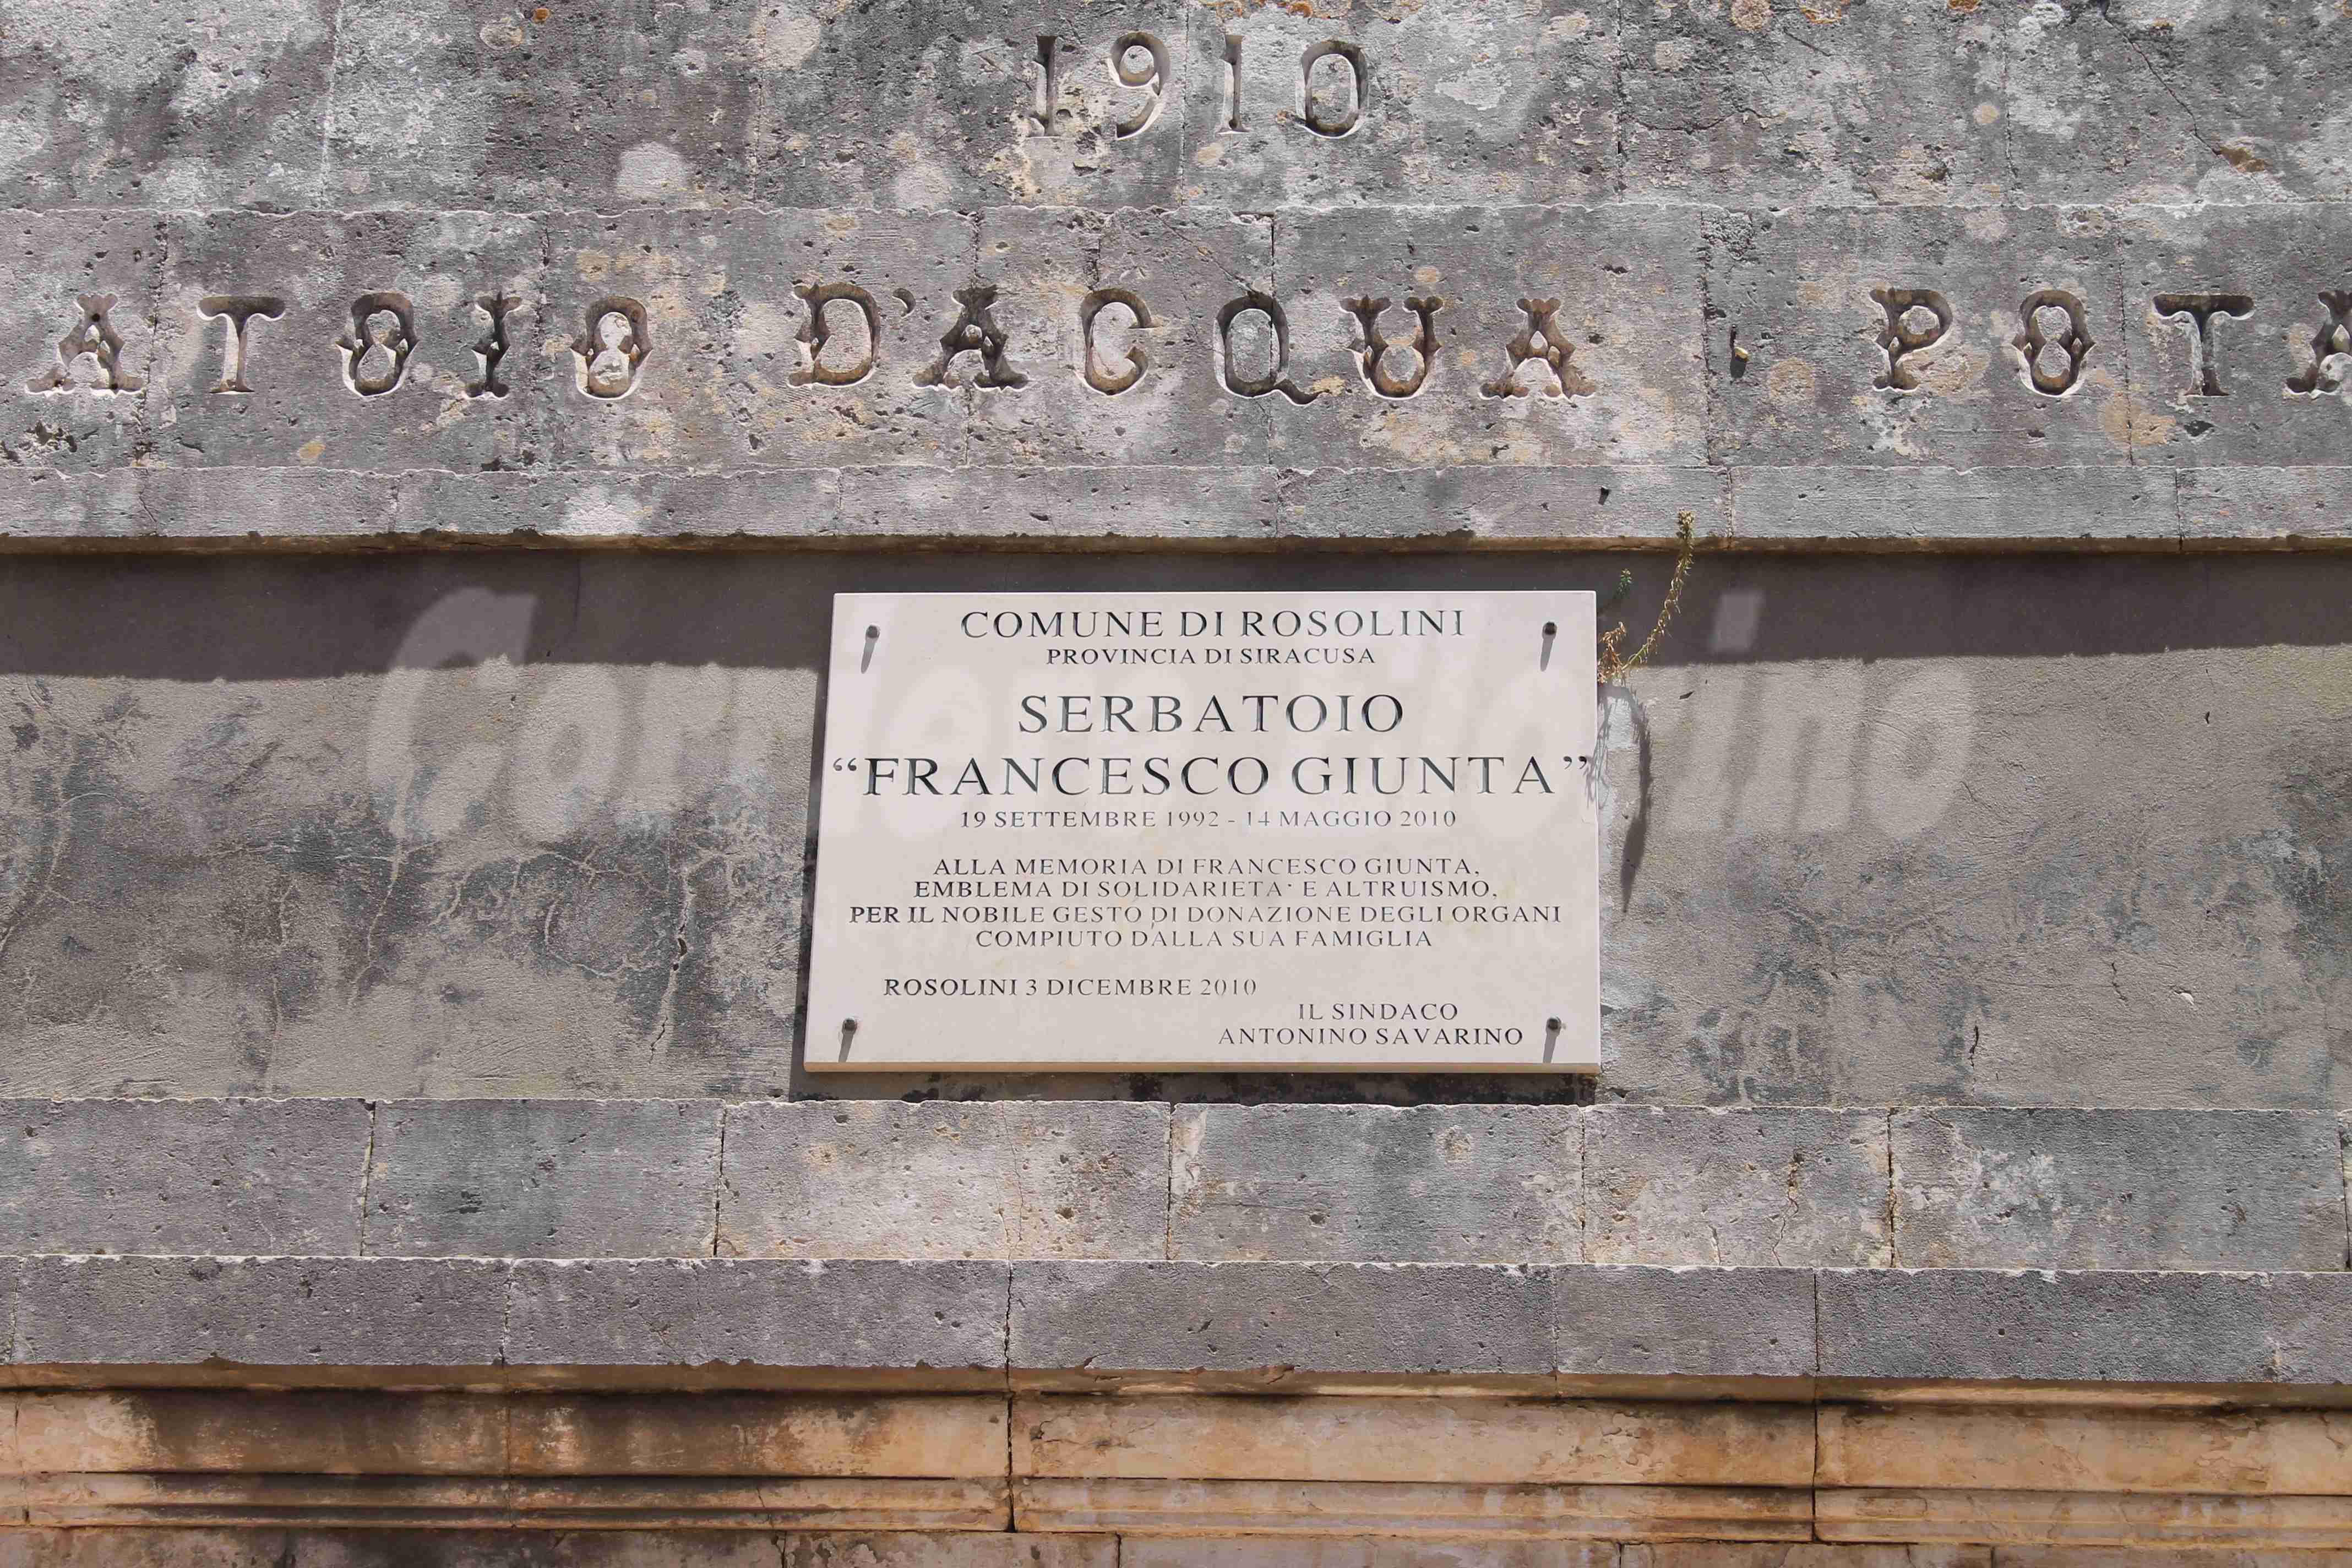 1910
ATOIO D'ACQUA POTA
COMUNE DI ROSOLINI
PROVINCIA DI SIRACUSA
SERBATOIO
“FRANCESCO GIUNTA”
19 SETTEMBRE 1992 - 14 MAGGIO 2010
ALLA MEMORIA DI FRANCESCO GIUNTA,
EMBLEMA DI SOLIDARIETA' E ALTRUISMO,
PER IL NOBILE GESTO DI DONAZIONE DEGLI ORGANI
COMPIUTO DALLA SUA FAMIGLIA
ROSOLINI 3 DICEMBRE 2010
IL SINDACO
ANTONINO SAVARINO